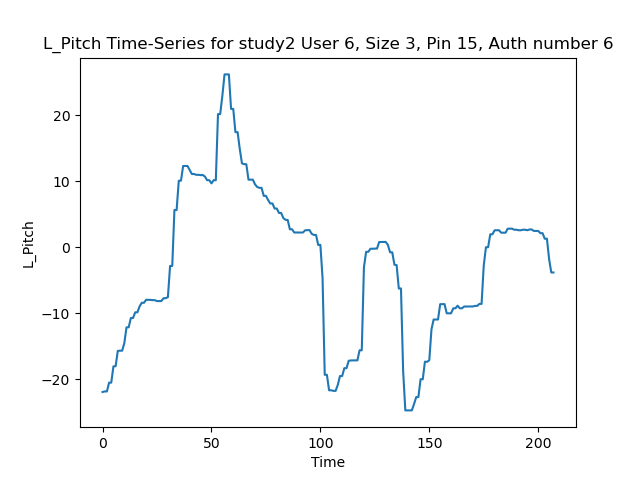 L_Pitch Time-Series for study2 User 6, Size 3, Pin 15, Auth number 6
20
10
0
−10
−20
L_Pitch
0 50 100 150 200
Time